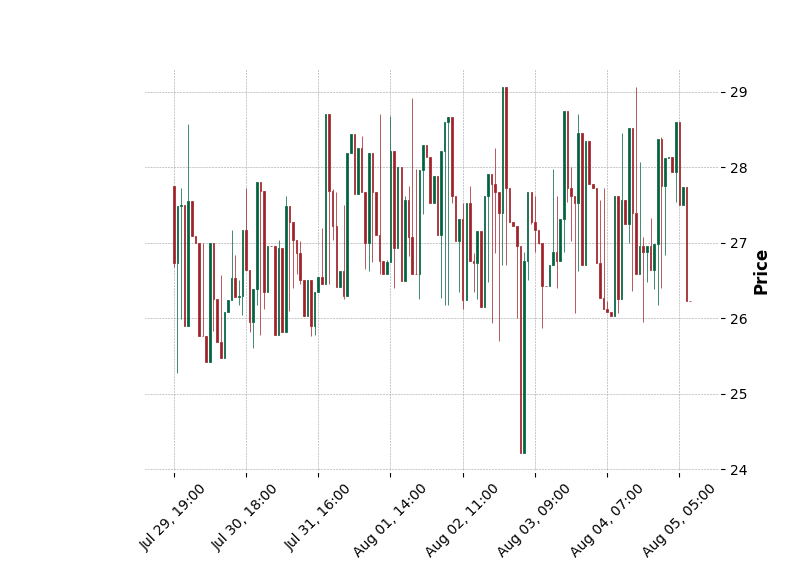 29
28
27
26
25
24
Price
Jul 29, 19:00
Jul 30, 18:00
Jul 31, 16:00
Aug 01, 14:00
Aug 02, 11:00
Aug 03, 09:00
Aug 04, 07:00
Aug 05, 05:00